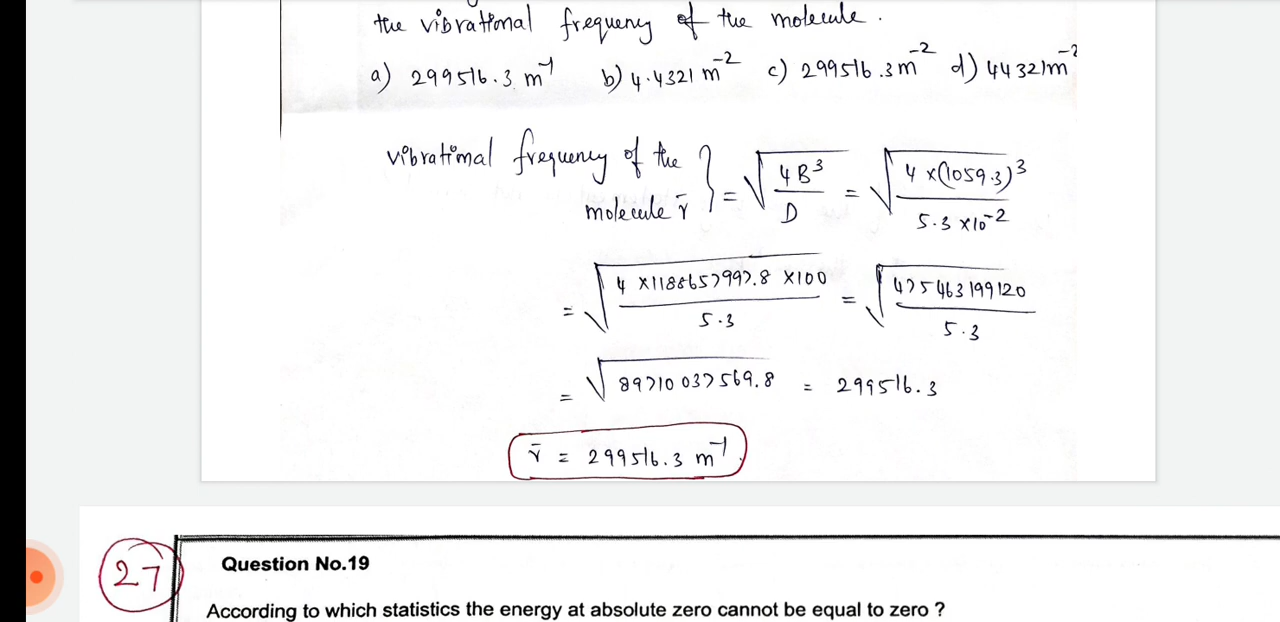 the vibrational frequency of the molecule.
a) 299516.3 m⁻¹ b) 4.4321 m⁻² c) 299516.3 m⁻² d) 44321 m⁻²
vibrational frequency of the molecule ν̄ } = √(4B³/D) = √(4 × (1059.3)³ / 5.3 × 10⁻²)
= √(4 × 1188657997.8 × 100 / 5.3) = √(475463199120 / 5.3)
= √89710037569.8 = 299516.3
ν̄ = 299516.3 m⁻¹.
27
Question No.19
According to which statistics the energy at absolute zero cannot be equal to zero ?